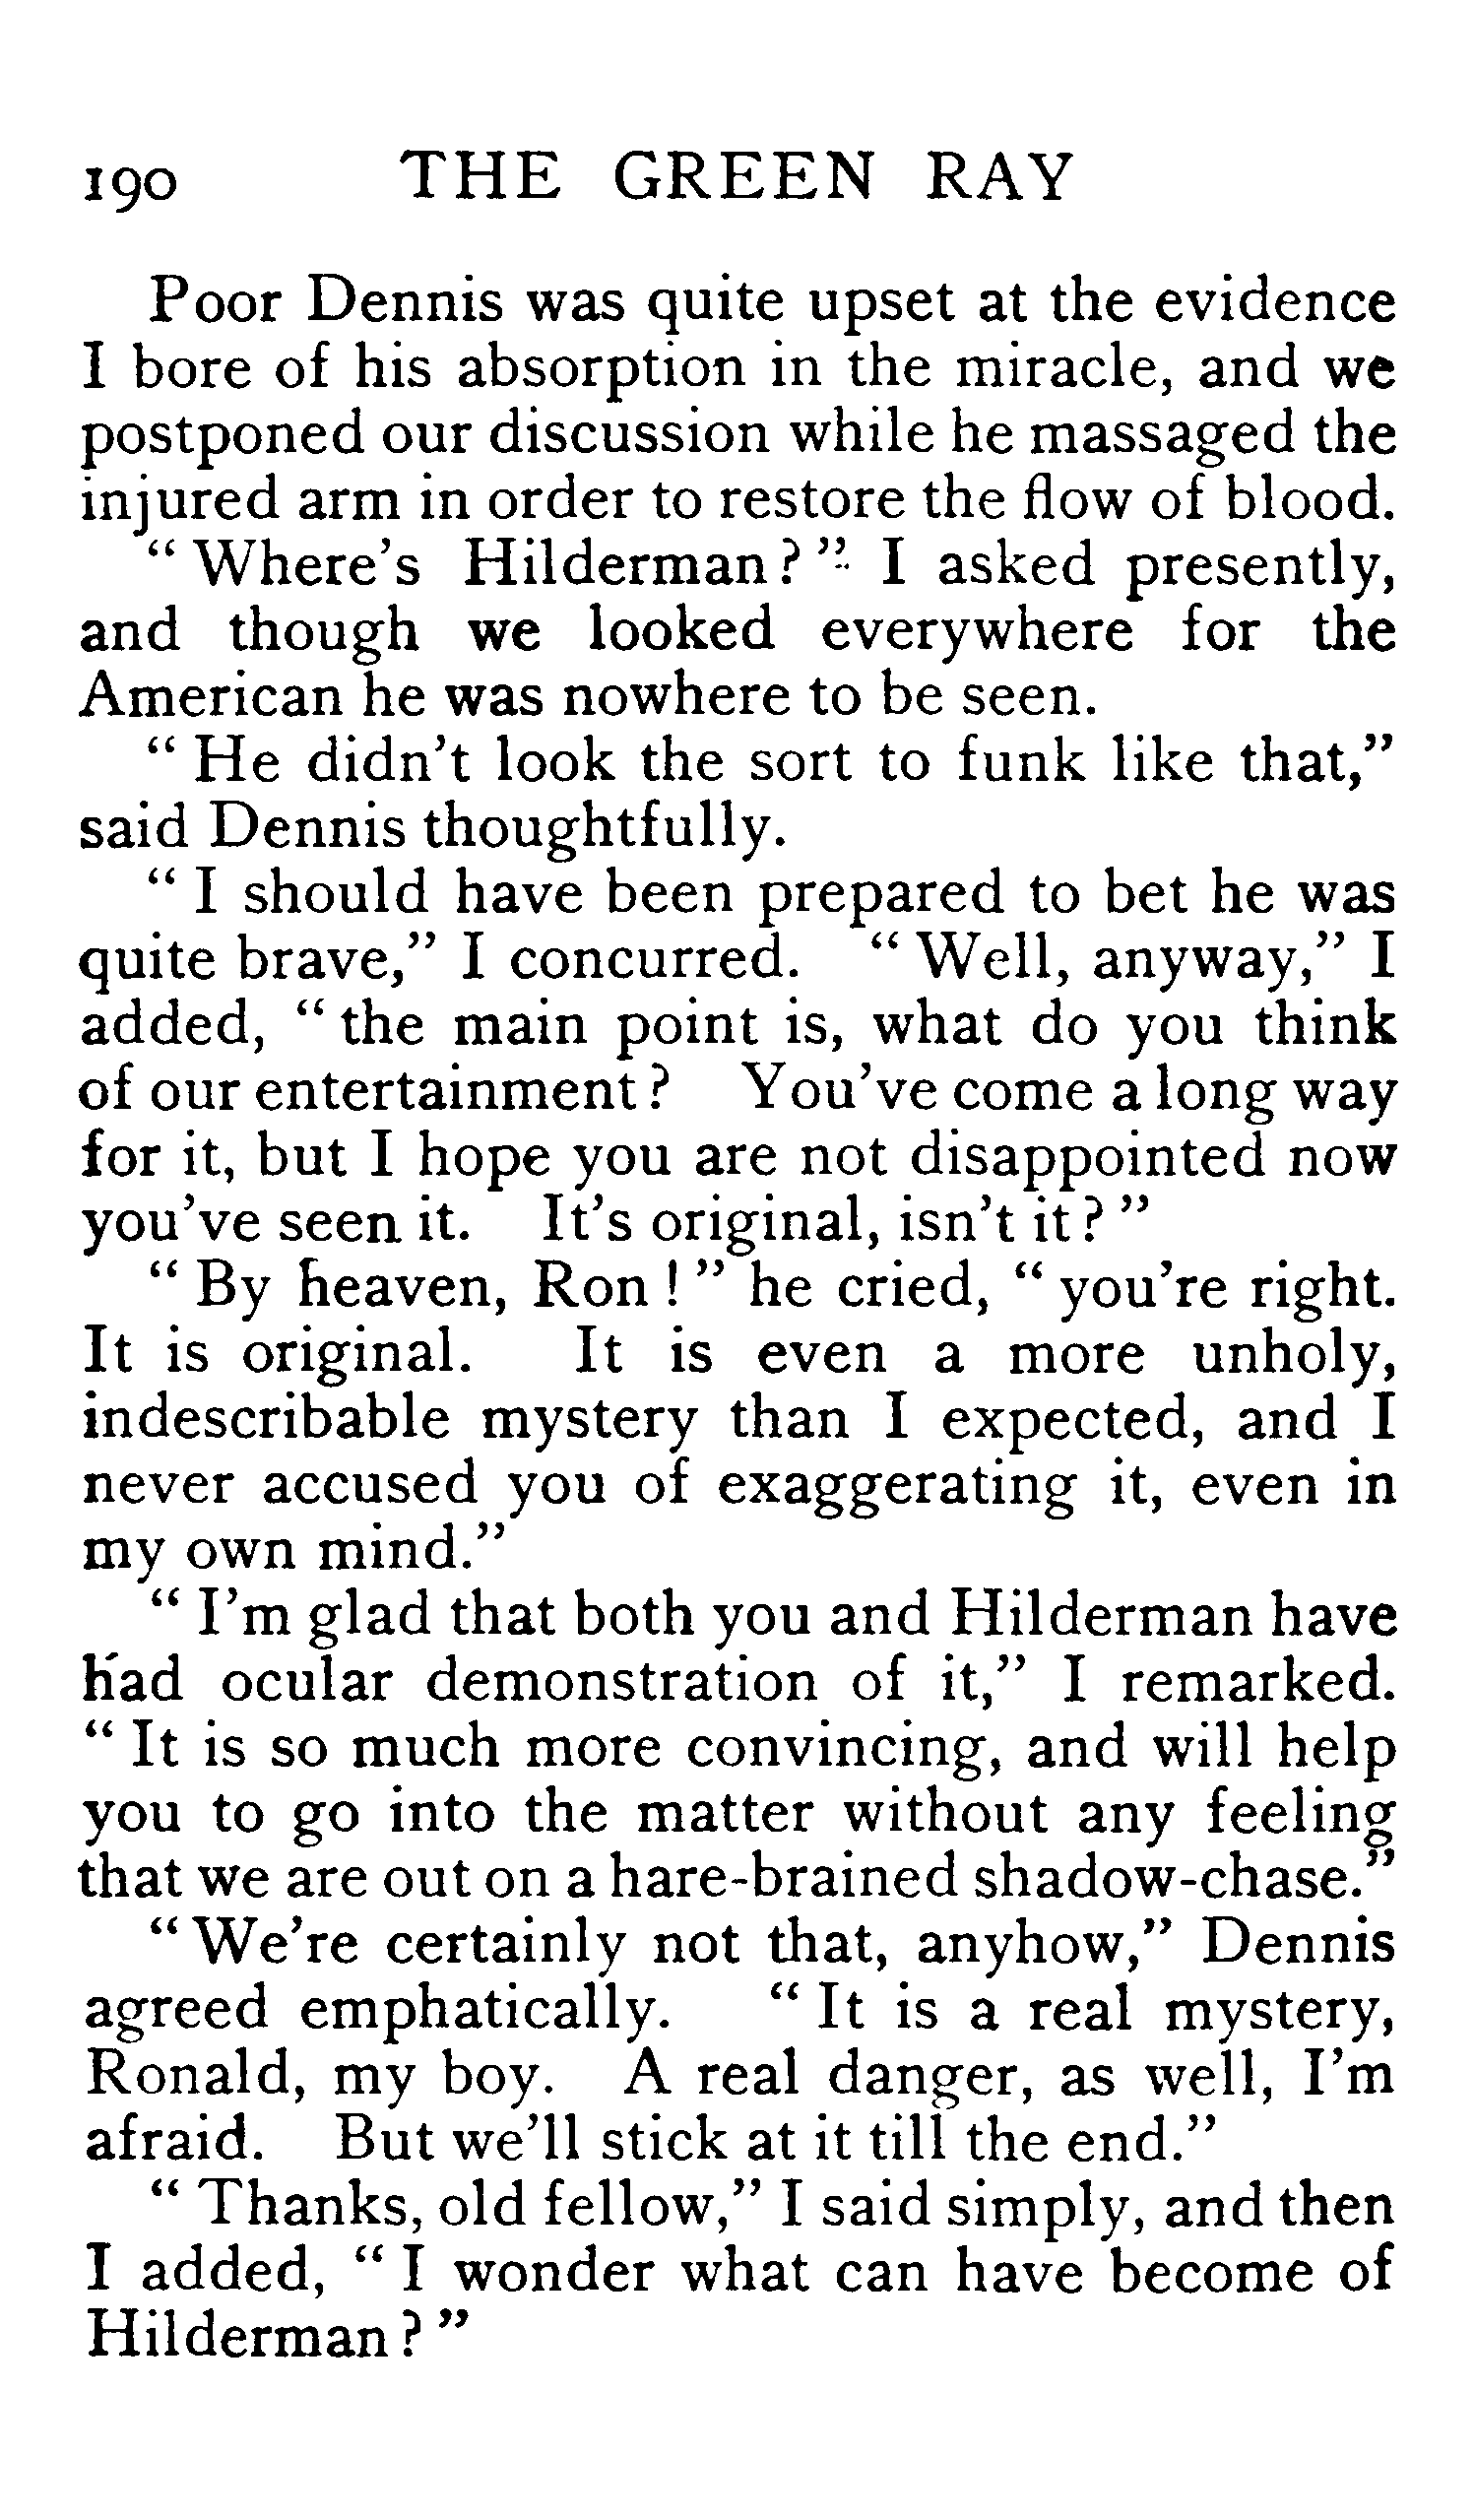 190 THE GREEN RAY
Poor Dennis was quite upset at the evidence
I bore of his absorption in the miracle, and we
postponed our discussion while he massaged the
injured arm in order to restore the flow of blood.
“ Where’s Hilderman ? ” I asked presently,
and though we looked everywhere for the
American he was nowhere to be seen.
“ He didn’t look the sort to funk like that,”
said Dennis thoughtfully.
“ I should have been prepared to bet he was
quite brave,” I concurred. “ Well, anyway,” I
added, “ the main point is, what do you think
of our entertainment ? You’ve come a long way
for it, but I hope you are not disappointed now
you’ve seen it. It’s original, isn’t it ? ”
“ By heaven, Ron ! ” he cried, “ you’re right.
It is original. It is even a more unholy,
indescribable mystery than I expected, and I
never accused you of exaggerating it, even in
my own mind.”
“ I’m glad that both you and Hilderman have
had ocular demonstration of it,” I remarked.
“ It is so much more convincing, and will help
you to go into the matter without any feeling
that we are out on a hare-brained shadow-chase.”
“ We’re certainly not that, anyhow,” Dennis
agreed emphatically. “ It is a real mystery,
Ronald, my boy. A real danger, as well, I’m
afraid. But we’ll stick at it till the end.”
“ Thanks, old fellow,” I said simply, and then
I added, “ I wonder what can have become of
Hilderman ? ”